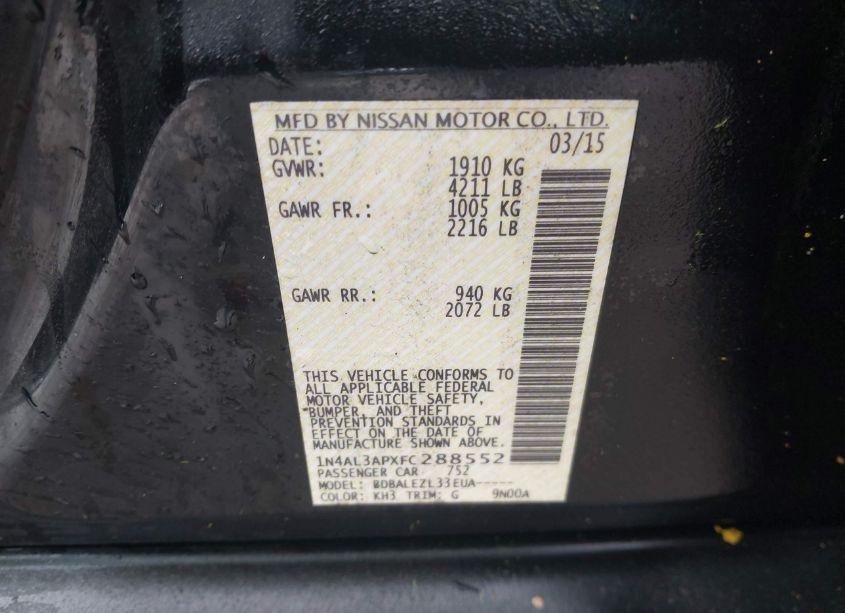 MFD BY NISSAN MOTOR CO., LTD.
DATE: 03/15
GVWR: 1910 KG
4211 LB
GAWR FR.: 1005 KG
2216 LB
GAWR RR.: 940 KG
2072 LB
THIS VEHICLE CONFORMS TO
ALL APPLICABLE FEDERAL
MOTOR VEHICLE SAFETY,
BUMPER, AND THEFT
PREVENTION STANDARDS IN
EFFECT ON THE DATE OF
MANUFACTURE SHOWN ABOVE.
1N4AL3APXFC288552
PASSENGER CAR 752
MODEL: BDBALEZL33EUA-----
COLOR: KH3 TRIM: G 9N00A